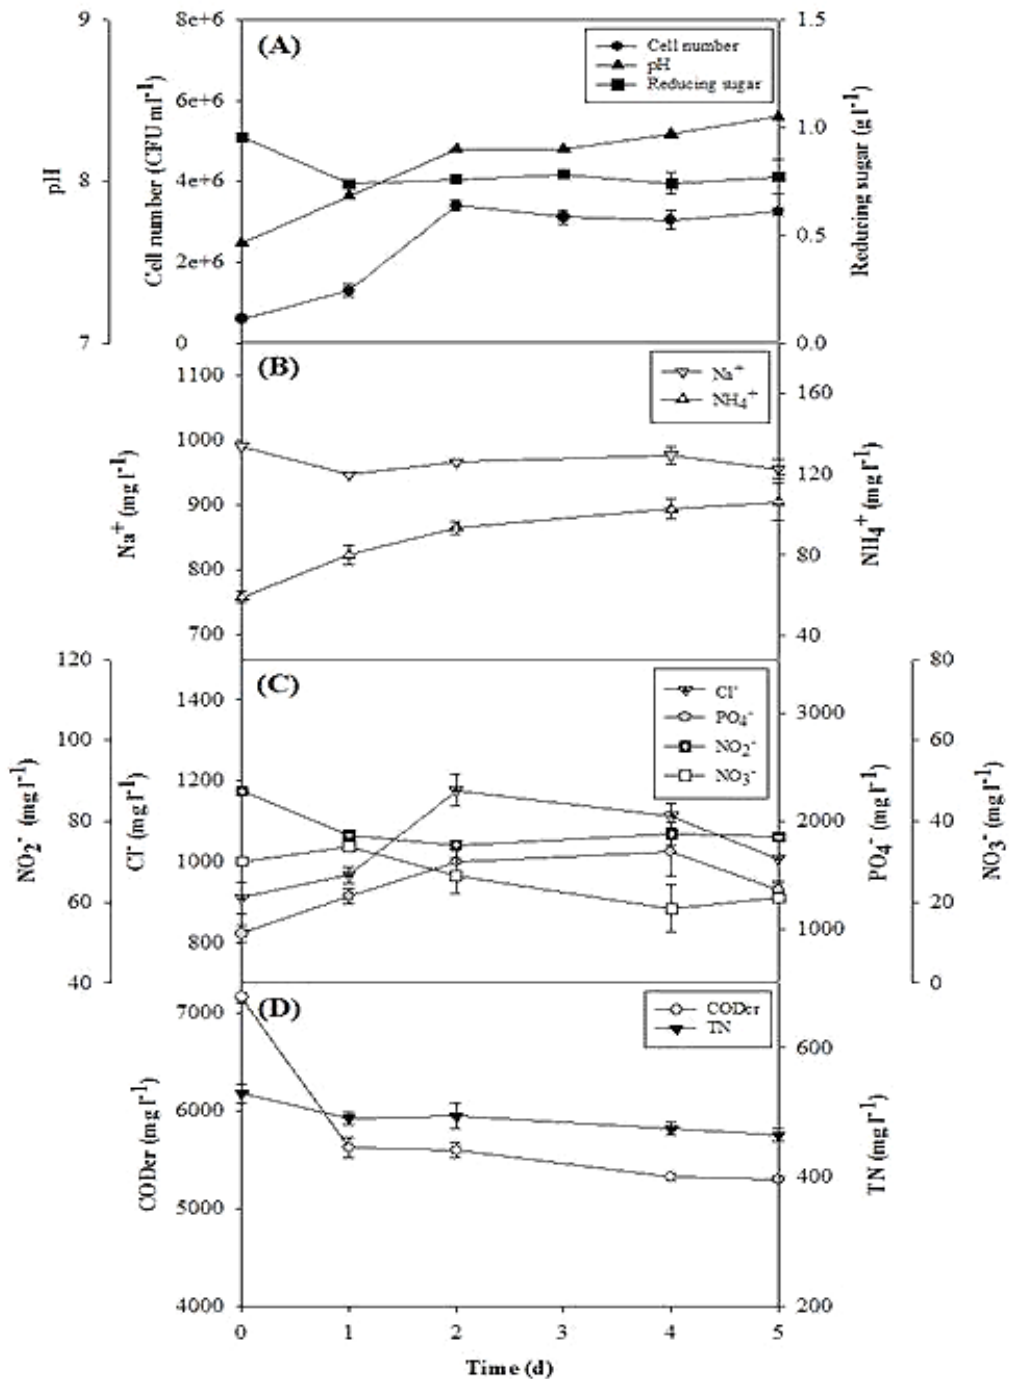 (A)
Cell number
pH
Reducing sugar
9
8
7
pH
8e+6
6e+6
4e+6
2e+6
0
Cell number (CFU ml⁻¹)
1.5
1.0
0.5
0.0
Reducing sugar (g l⁻¹)
(B)
Na⁺
NH₄⁺
1100
1000
900
800
700
Na⁺ (mg l⁻¹)
160
120
80
40
NH₄⁺ (mg l⁻¹)
(C)
Cl⁻
PO₄⁻
NO₂⁻
NO₃⁻
120
100
80
60
40
NO₂⁻ (mg l⁻¹)
1400
1200
1000
800
Cl⁻ (mg l⁻¹)
3000
2000
1000
PO₄⁻ (mg l⁻¹)
80
60
40
20
0
NO₃⁻ (mg l⁻¹)
(D)
CODcr
TN
7000
6000
5000
4000
CODcr (mg l⁻¹)
600
400
200
TN (mg l⁻¹)
0 1 2 3 4 5
Time (d)